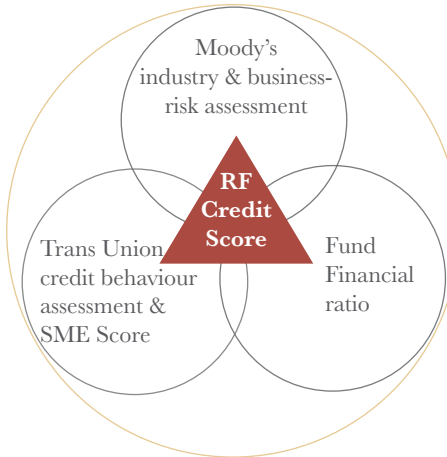 Moody’s
industry & business-
risk assessment
RF
Credit
Score
Trans Union
credit behaviour
assessment &
SME Score
Fund
Financial
ratio